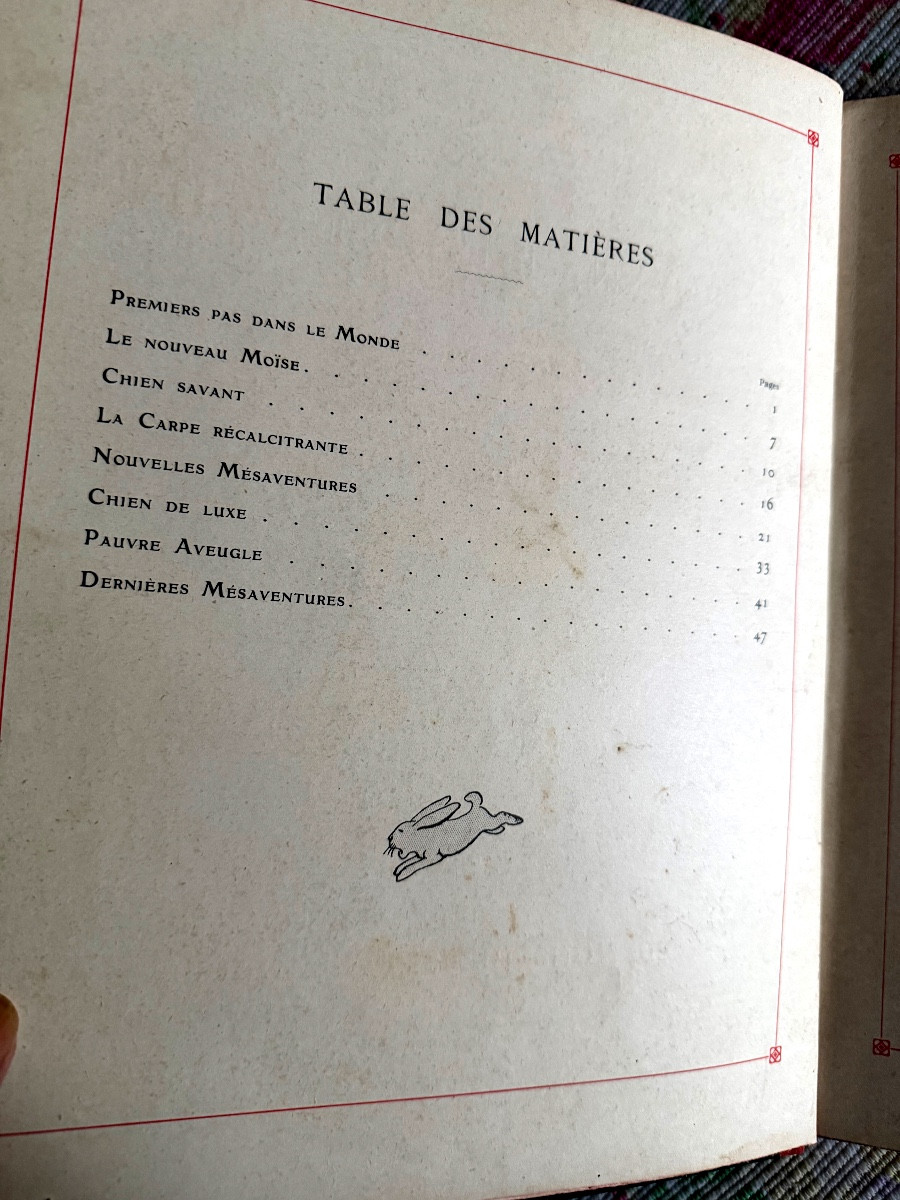 TABLE DES MATIÈRES
Pages
PREMIERS PAS DANS LE MONDE . . . . . . . . . . . . . 1
LE NOUVEAU MOÏSE. . . . . . . . . . . . . . . . . 7
CHIEN SAVANT . . . . . . . . . . . . . . . . . . 10
LA CARPE RÉCALCITRANTE . . . . . . . . . . . . . . . 16
NOUVELLES MÉSAVENTURES . . . . . . . . . . . . . . 21
CHIEN DE LUXE . . . . . . . . . . . . . . . . . . 33
PAUVRE AVEUGLE . . . . . . . . . . . . . . . . . 41
DERNIÈRES MÉSAVENTURES. . . . . . . . . . . . . . . 47